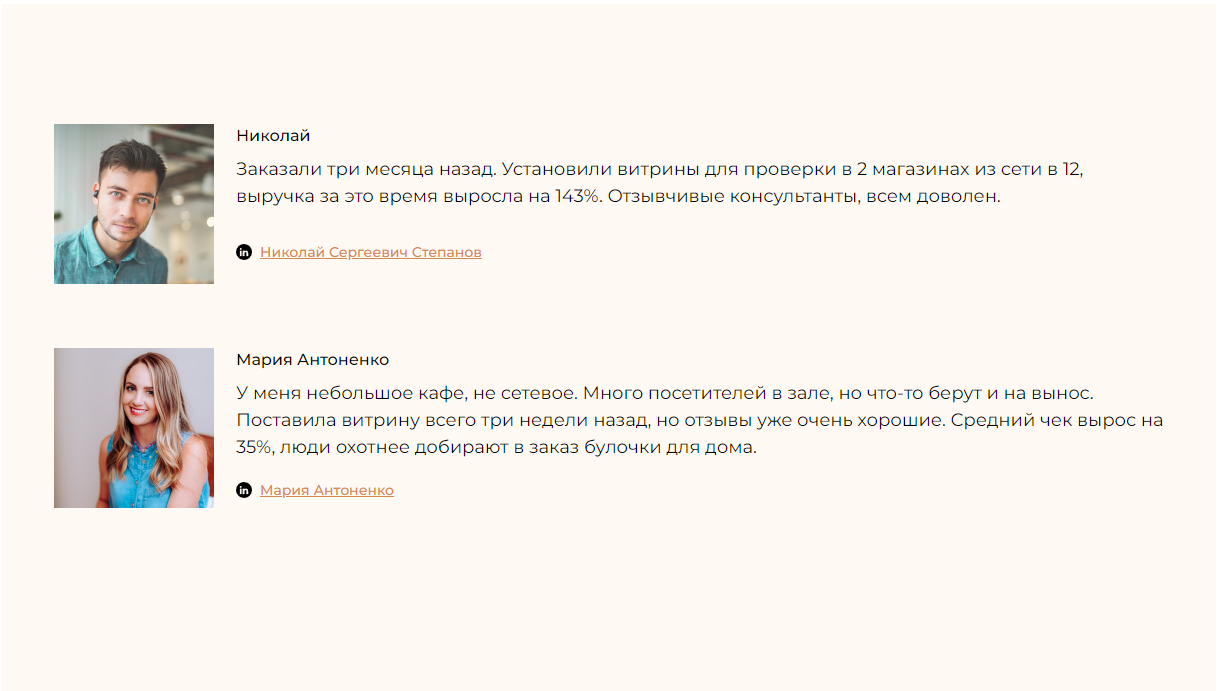 Николай
Заказали три месяца назад. Установили витрины для проверки в 2 магазинах из сети в 12,
выручка за это время выросла на 143%. Отзывчивые консультанты, всем доволен.
in Николай Сергеевич Степанов
Мария Антоненко
У меня небольшое кафе, не сетевое. Много посетителей в зале, но что-то берут и на вынос.
Поставила витрину всего три недели назад, но отзывы уже очень хорошие. Средний чек вырос на
35%, люди охотнее добирают в заказ булочки для дома.
in Мария Антоненко